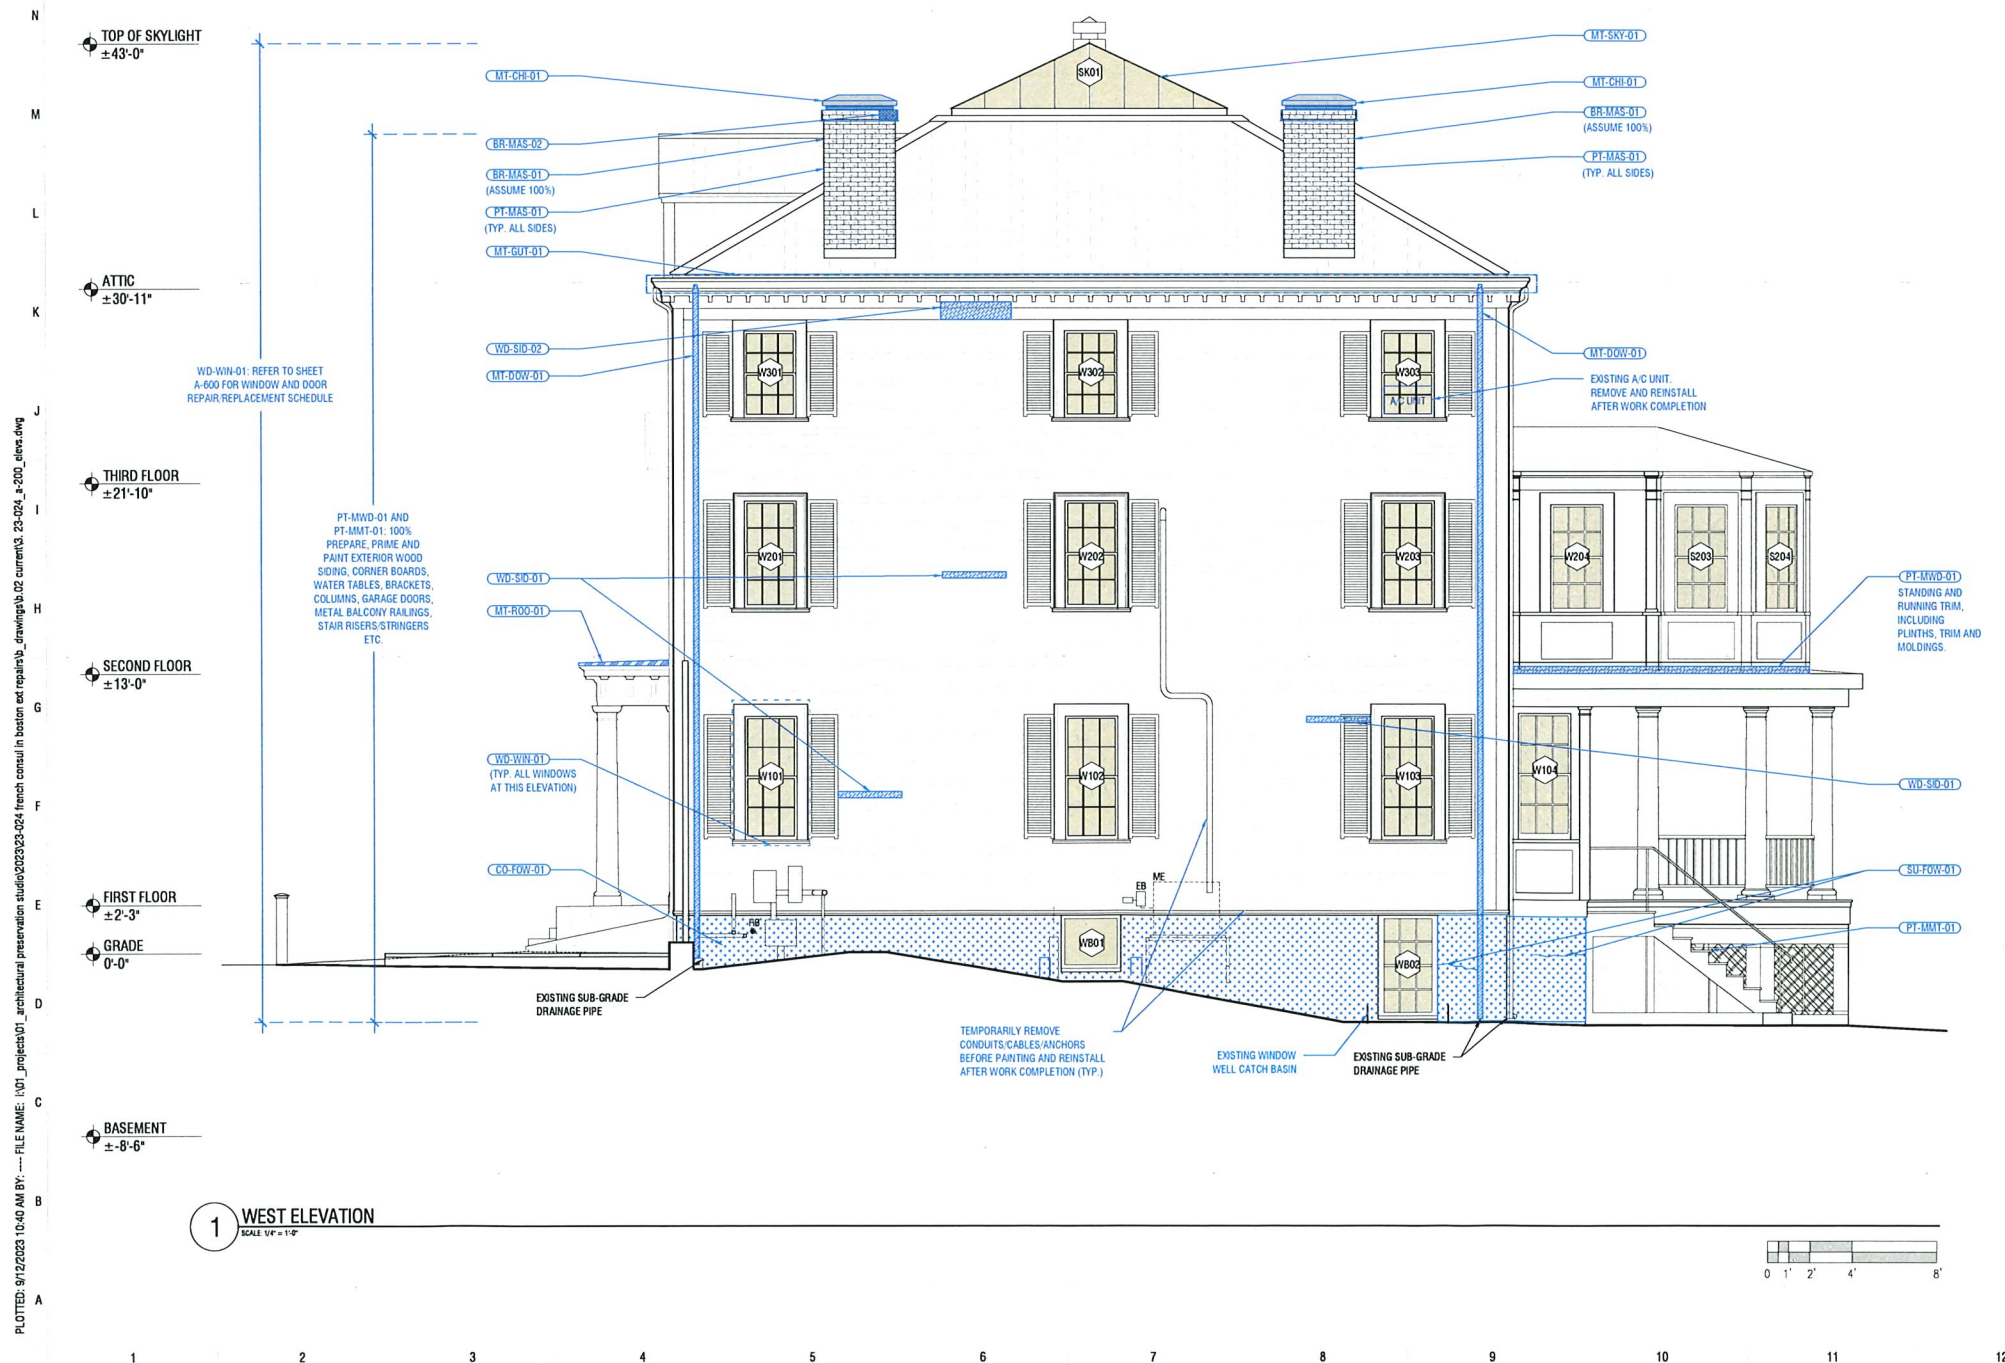 N
M
L
K
J
I
H
G
F
E
D
C
B
A
TOP OF SKYLIGHT
±43'-0"
ATTIC
±30'-11"
THIRD FLOOR
±21'-10"
SECOND FLOOR
±13'-0"
FIRST FLOOR
±2'-3"
GRADE
0'-0"
BASEMENT
±-8'-6"
WD-WIN-01: REFER TO SHEET
A-600 FOR WINDOW AND DOOR
REPAIR/REPLACEMENT SCHEDULE
PT-MWD-01 AND
PT-MMT-01: 100%
PREPARE, PRIME AND
PAINT EXTERIOR WOOD
SIDING, CORNER BOARDS,
WATER TABLES, BRACKETS,
COLUMNS, GARAGE DOORS,
METAL BALCONY RAILINGS,
STAIR RISERS/STRINGERS
ETC.
MT-CHI-01
BR-MAS-02
BR-MAS-01
(ASSUME 100%)
PT-MAS-01
(TYP. ALL SIDES)
MT-GUT-01
WD-SID-02
MT-DOW-01
WD-SID-01
MT-ROO-01
WD-WIN-01
(TYP. ALL WINDOWS
AT THIS ELEVATION)
CO-FOW-01
EXISTING SUB-GRADE
DRAINAGE PIPE
SK01
W301
W302
W303
A/C UNIT
W201
W202
W203
W204
S203
S204
W101
W102
W103
W104
HB
EB
ME
WB01
WB02
MT-SKY-01
MT-CHI-01
BR-MAS-01
(ASSUME 100%)
PT-MAS-01
(TYP. ALL SIDES)
MT-DOW-01
EXISTING A/C UNIT.
REMOVE AND REINSTALL
AFTER WORK COMPLETION
PT-MWD-01
STANDING AND
RUNNING TRIM,
INCLUDING
PLINTHS, TRIM AND
MOLDINGS.
WD-SID-01
SU-FOW-01
PT-MMT-01
TEMPORARILY REMOVE
CONDUITS/CABLES/ANCHORS
BEFORE PAINTING AND REINSTALL
AFTER WORK COMPLETION (TYP.)
EXISTING WINDOW
WELL CATCH BASIN
EXISTING SUB-GRADE
DRAINAGE PIPE
1 WEST ELEVATION
SCALE: 1/4" = 1'-0"
0 1' 2' 4' 8'
1 2 3 4 5 6 7 8 9 10 11 12
PLOTTED: 9/12/2023 10:40 AM BY: ---- FILE NAME: I:\01_projects\01_architectural preservation studio\2023\23-024 french consul in boston ext repairs\b_drawings\b.02 current\3. 23-024_a-200_elevs.dwg